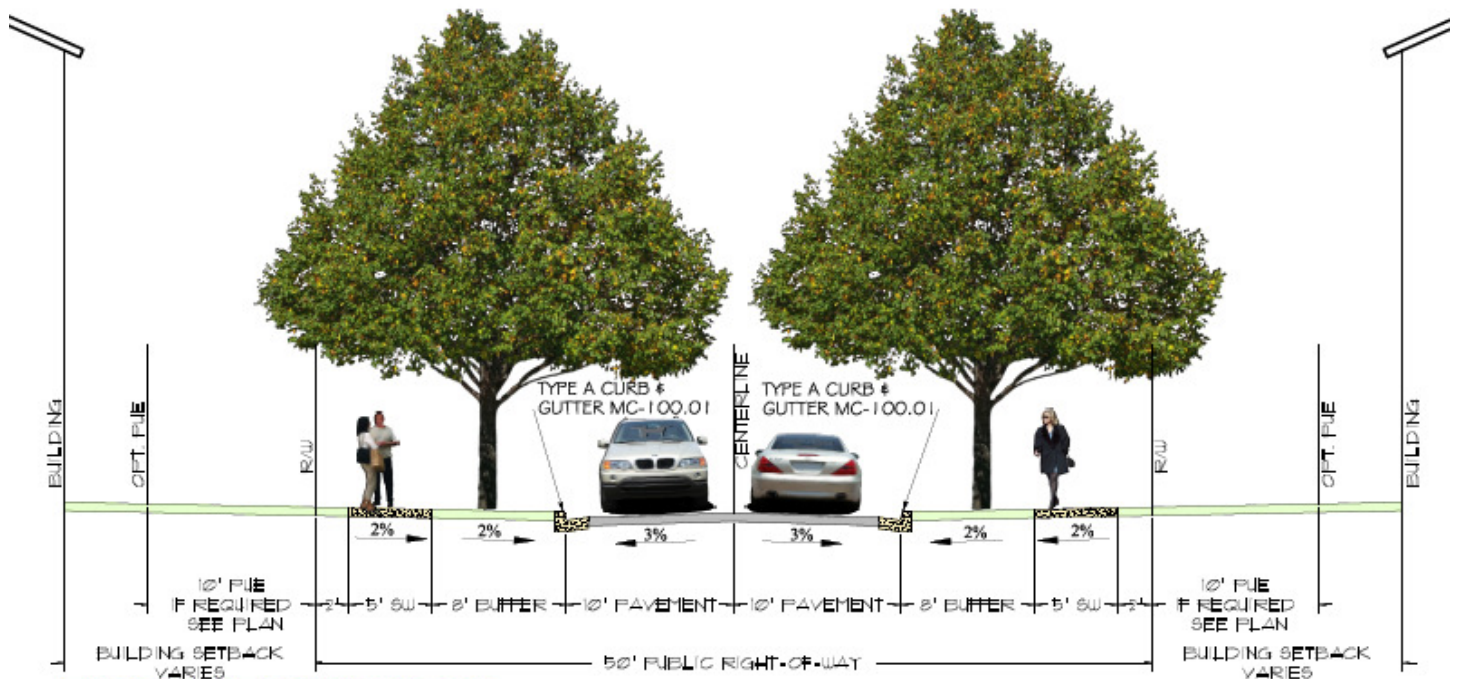 TYPE A CURB &
GUTTER MC-100.01
TYPE A CURB &
GUTTER MC-100.01
BUILDING
OPT. PUE
R/W
CENTERLINE
R/W
OPT. PUE
BUILDING
2%
2%
3%
3%
2%
2%
10' PUE
IF REQUIRED
SEE PLAN
2'
5' SW
8' BUFFER
10' PAVEMENT
10' PAVEMENT
8' BUFFER
5' SW
2'
10' PUE
IF REQUIRED
SEE PLAN
BUILDING SETBACK
VARIES
50' PUBLIC RIGHT-OF-WAY
BUILDING SETBACK
VARIES